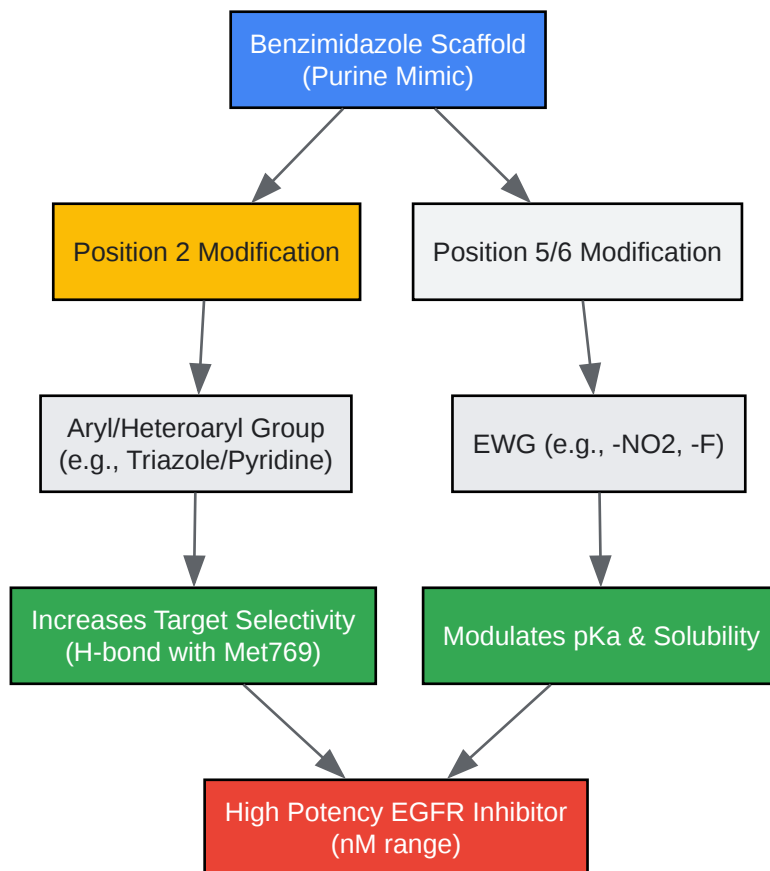 Benzimidazole Scaffold
(Purine Mimic)
Position 2 Modification
Position 5/6 Modification
Aryl/Heteroaryl Group
(e.g., Triazole/Pyridine)
EWG (e.g., -NO2, -F)
Increases Target Selectivity
(H-bond with Met769)
Modulates pKa & Solubility
High Potency EGFR Inhibitor
(nM range)